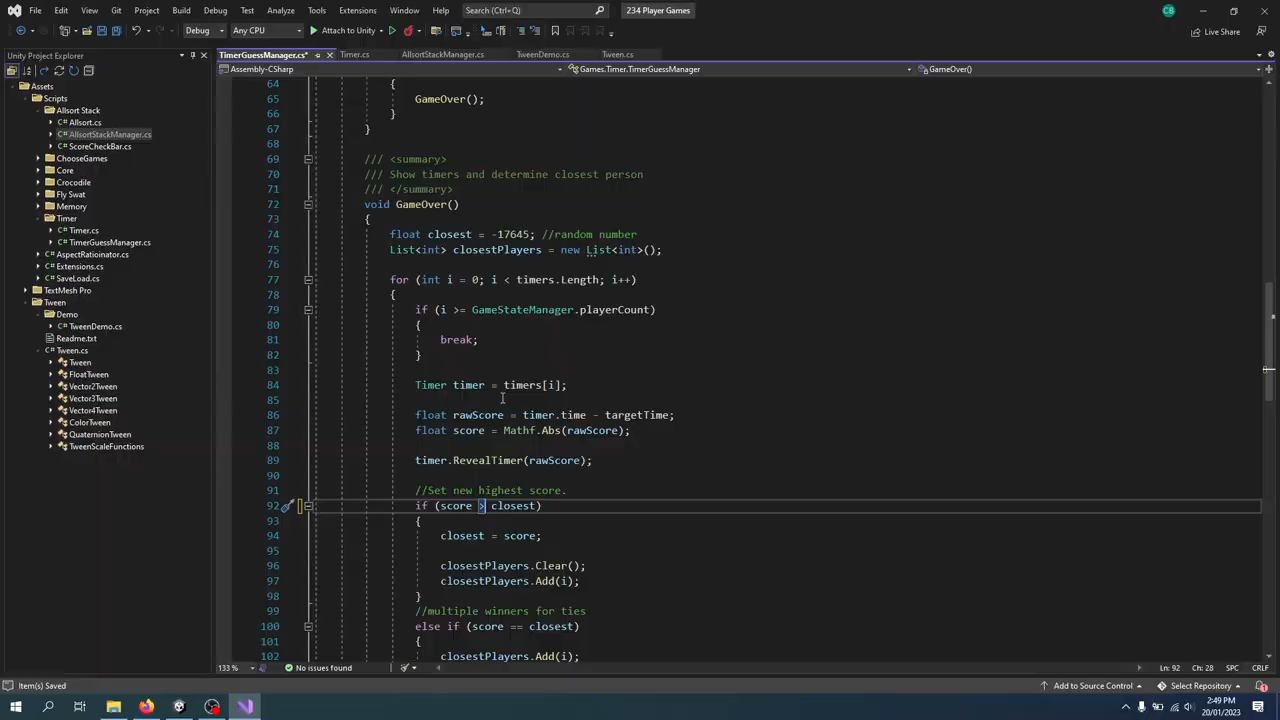 File Edit View Git Project Build Debug Test Analyze Tools Extensions Window Help Search (Ctrl+Q) 234 Player Games CB
Debug Any CPU Attach to Unity Live Share
Unity Project Explorer
Assets
Scripts
Allsort Stack
C# Allsort.cs
C# AllsortStackManager.cs
C# ScoreCheckBar.cs
ChooseGames
Core
Crocodile
Fly Swat
Memory
Timer
C# Timer.cs
C# TimerGuessManager.cs
C# AspectRatioinator.cs
C# Extensions.cs
C# SaveLoad.cs
TextMesh Pro
Tween
Demo
C# TweenDemo.cs
Readme.txt
C# Tween.cs
Tween
FloatTween
Vector2Tween
Vector3Tween
Vector4Tween
ColorTween
QuaternionTween
TweenScaleFunctions
TimerGuessManager.cs* Timer.cs AllsortStackManager.cs TweenDemo.cs Tween.cs
Assembly-CSharp Games.Timer.TimerGuessManager GameOver()
64 {
65 GameOver();
66 }
67 }
68
69 /// <summary>
70 /// Show timers and determine closest person
71 /// </summary>
72 void GameOver()
73 {
74 float closest = -17645; //random number
75 List<int> closestPlayers = new List<int>();
76
77 for (int i = 0; i < timers.Length; i++)
78 {
79 if (i >= GameStateManager.playerCount)
80 {
81 break;
82 }
83
84 Timer timer = timers[i];
85
86 float rawScore = timer.time - targetTime;
87 float score = Mathf.Abs(rawScore);
88
89 timer.RevealTimer(rawScore);
90
91 //Set new highest score.
92 if (score > closest)
93 {
94 closest = score;
95
96 closestPlayers.Clear();
97 closestPlayers.Add(i);
98 }
99 //multiple winners for ties
100 else if (score == closest)
101 {
102 closestPlayers.Add(i);
133 % No issues found Ln: 92 Ch: 28 SPC CRLF
Item(s) Saved Add to Source Control Select Repository 1
2:49 PM
20/01/2023